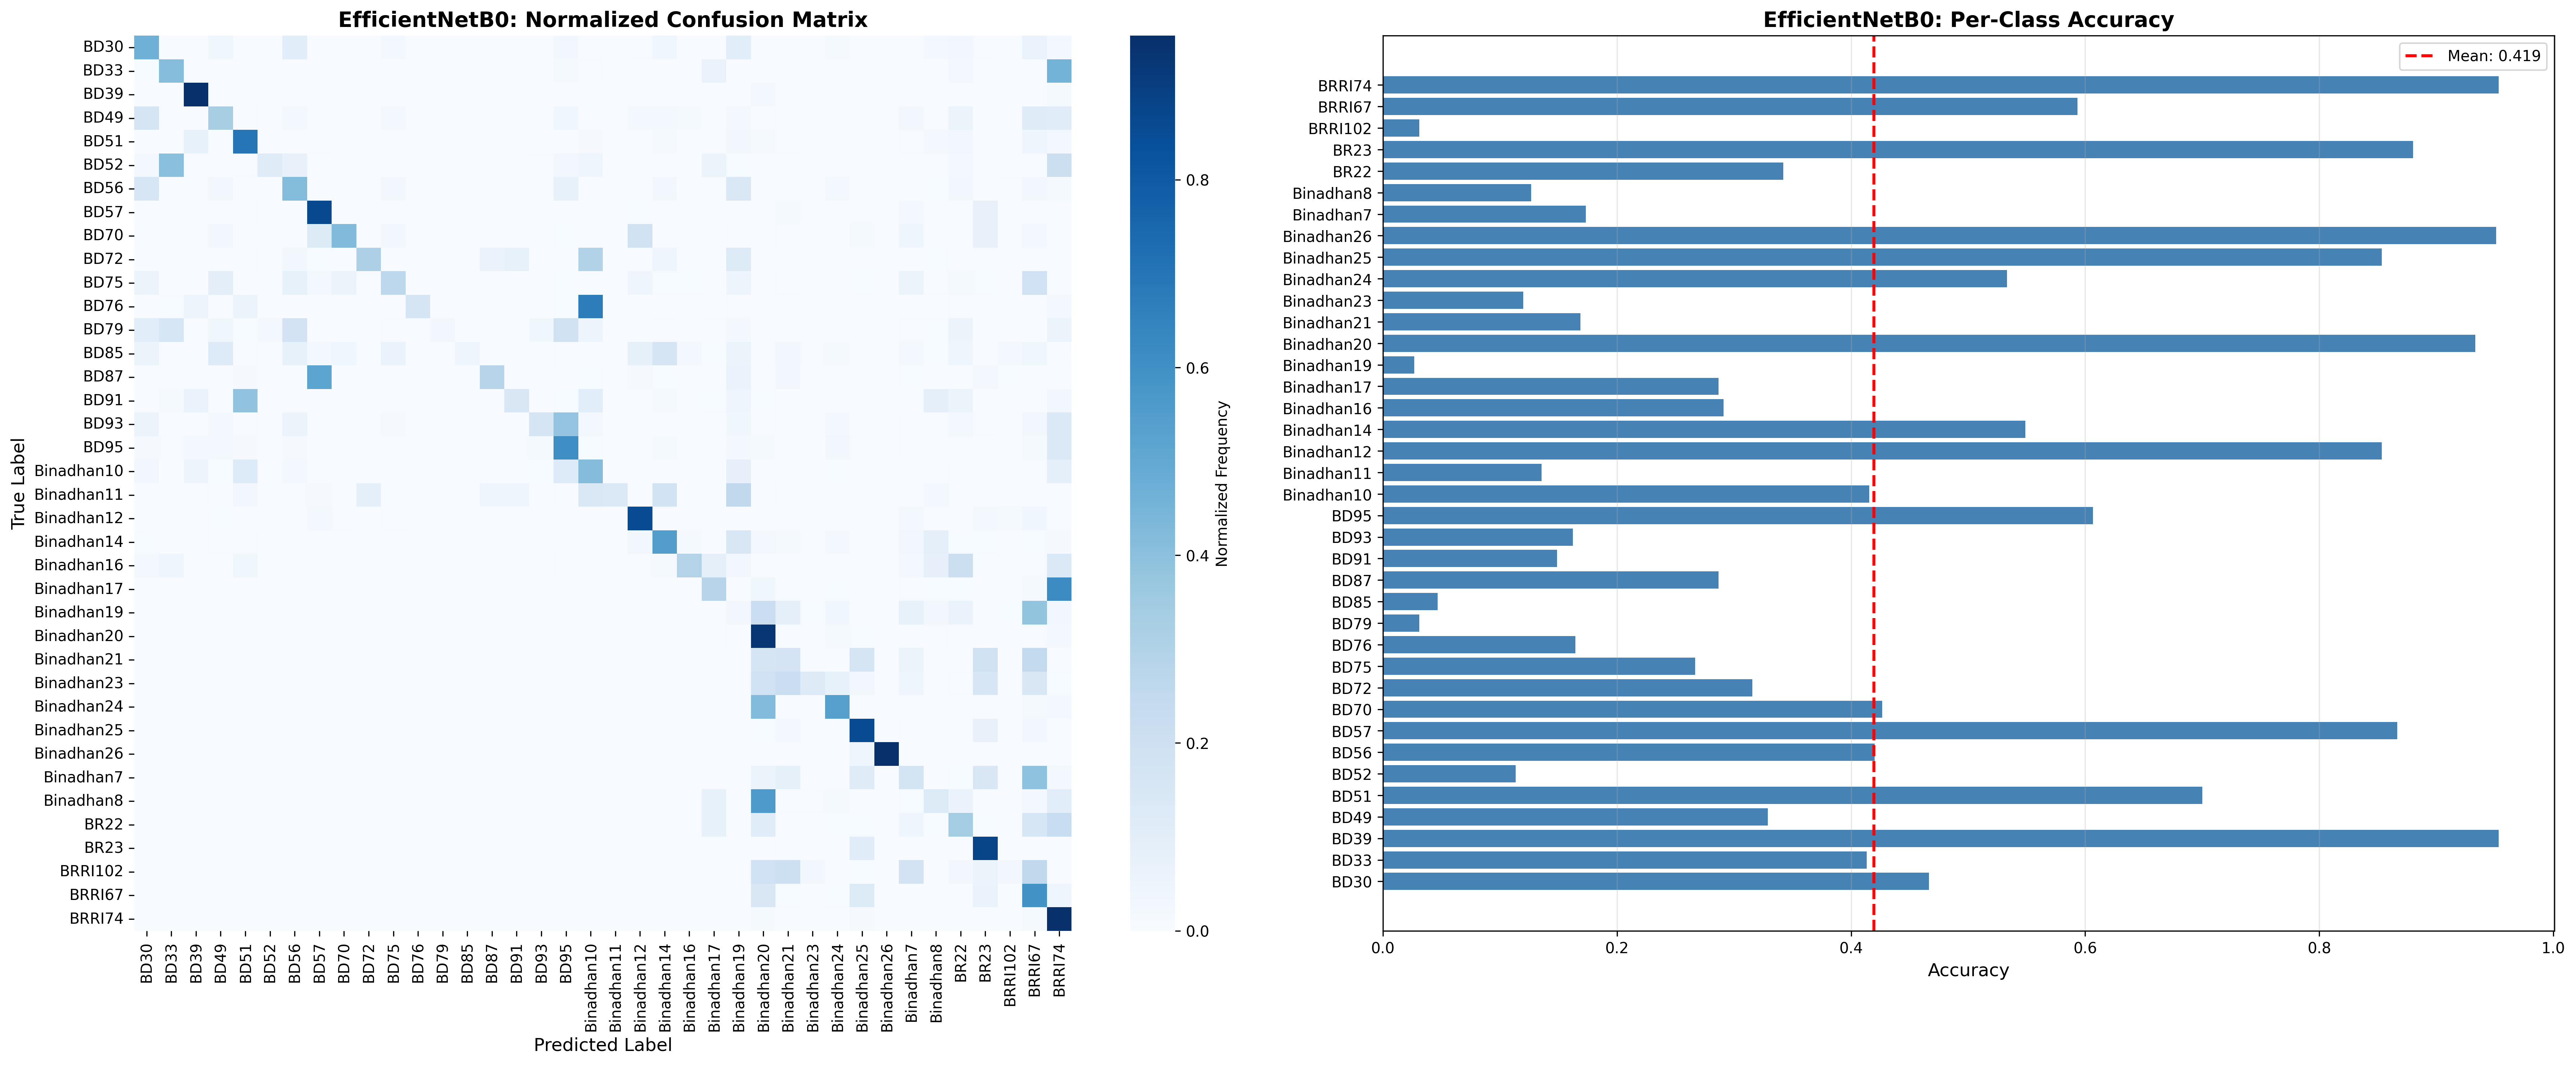 EfficientNetB0: Normalized Confusion Matrix
True Label
BD30
BD33
BD39
BD49
BD51
BD52
BD56
BD57
BD70
BD72
BD75
BD76
BD79
BD85
BD87
BD91
BD93
BD95
Binadhan10
Binadhan11
Binadhan12
Binadhan14
Binadhan16
Binadhan17
Binadhan19
Binadhan20
Binadhan21
Binadhan23
Binadhan24
Binadhan25
Binadhan26
Binadhan7
Binadhan8
BR22
BR23
BRRI102
BRRI67
BRRI74
BD30
BD33
BD39
BD49
BD51
BD52
BD56
BD57
BD70
BD72
BD75
BD76
BD79
BD85
BD87
BD91
BD93
BD95
Binadhan10
Binadhan11
Binadhan12
Binadhan14
Binadhan16
Binadhan17
Binadhan19
Binadhan20
Binadhan21
Binadhan23
Binadhan24
Binadhan25
Binadhan26
Binadhan7
Binadhan8
BR22
BR23
BRRI102
BRRI67
BRRI74
Predicted Label
0.8
0.6
0.4
0.2
0.0
Normalized Frequency
EfficientNetB0: Per-Class Accuracy
Mean: 0.419
BRRI74
BRRI67
BRRI102
BR23
BR22
Binadhan8
Binadhan7
Binadhan26
Binadhan25
Binadhan24
Binadhan23
Binadhan21
Binadhan20
Binadhan19
Binadhan17
Binadhan16
Binadhan14
Binadhan12
Binadhan11
Binadhan10
BD95
BD93
BD91
BD87
BD85
BD79
BD76
BD75
BD72
BD70
BD57
BD56
BD52
BD51
BD49
BD39
BD33
BD30
0.0 0.2 0.4 0.6 0.8 1.0
Accuracy